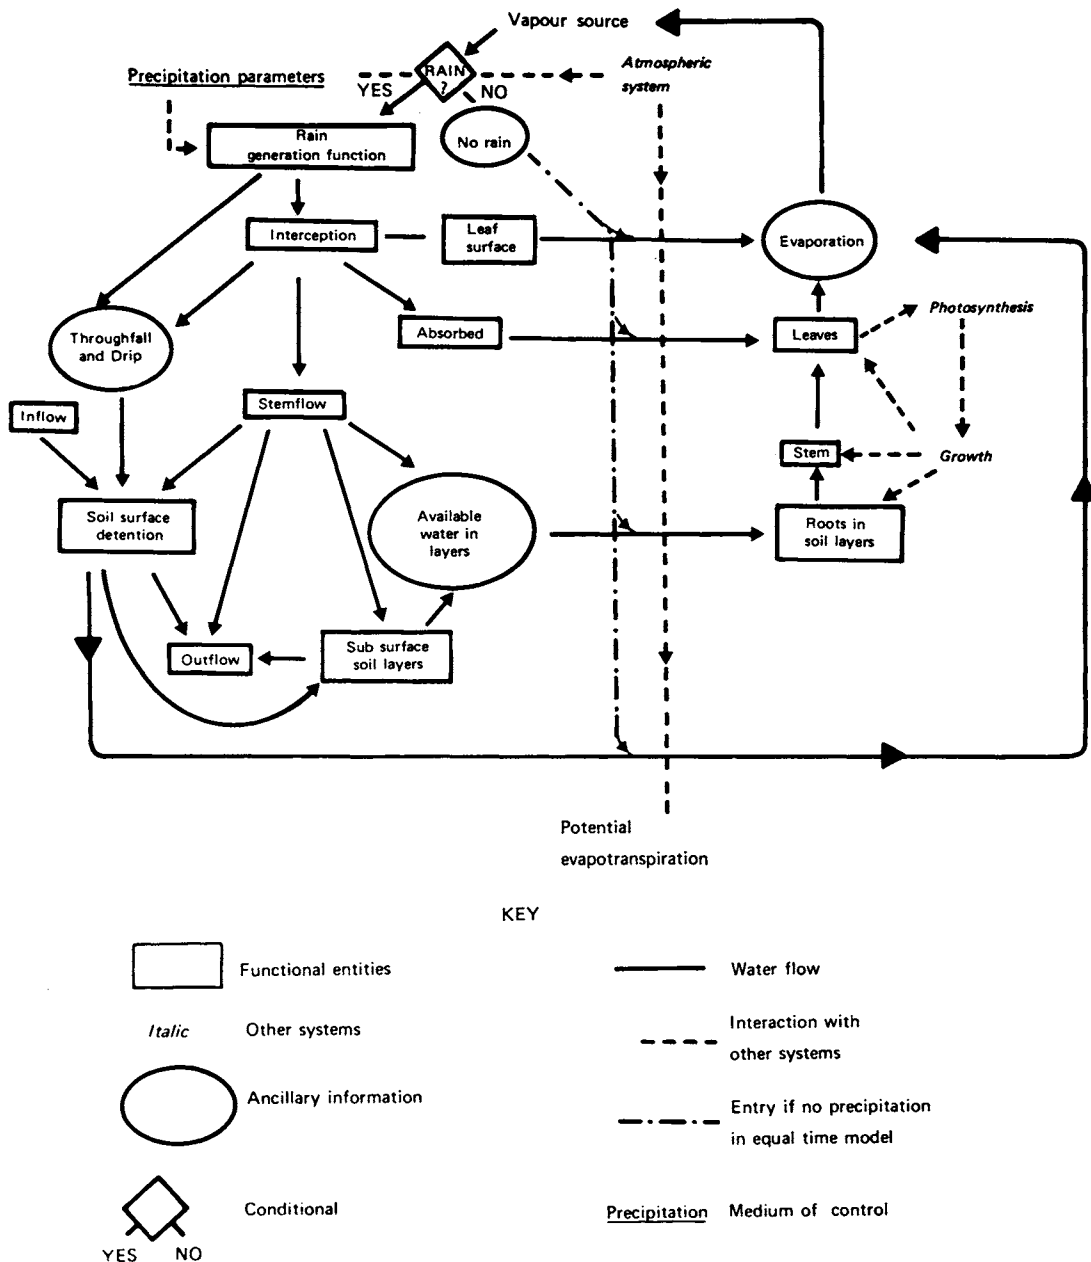 Vapour source
Precipitation parameters
RAIN
?
YES
NO
Atmospheric
system
Rain
generation function
No rain
Interception
Leaf
surface
Evaporation
Throughfall
and Drip
Absorbed
Leaves
Photosynthesis
Inflow
Stemflow
Stem
Growth
Soil surface
detention
Available
water in
layers
Roots in
soil layers
Outflow
Sub surface
soil layers
Potential
evapotranspiration
KEY
Functional entities
Water flow
Italic
Other systems
Interaction with
other systems
Ancillary information
Entry if no precipitation
in equal time model
Conditional
YES
NO
Precipitation
Medium of control